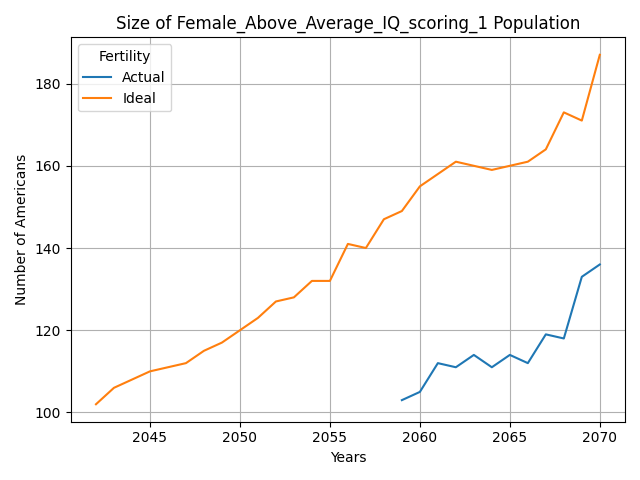 Size of Female_Above_Average_IQ_scoring_1 Population
Fertility
Actual
Ideal
Number of Americans
180
160
140
120
100
2045 2050 2055 2060 2065 2070
Years